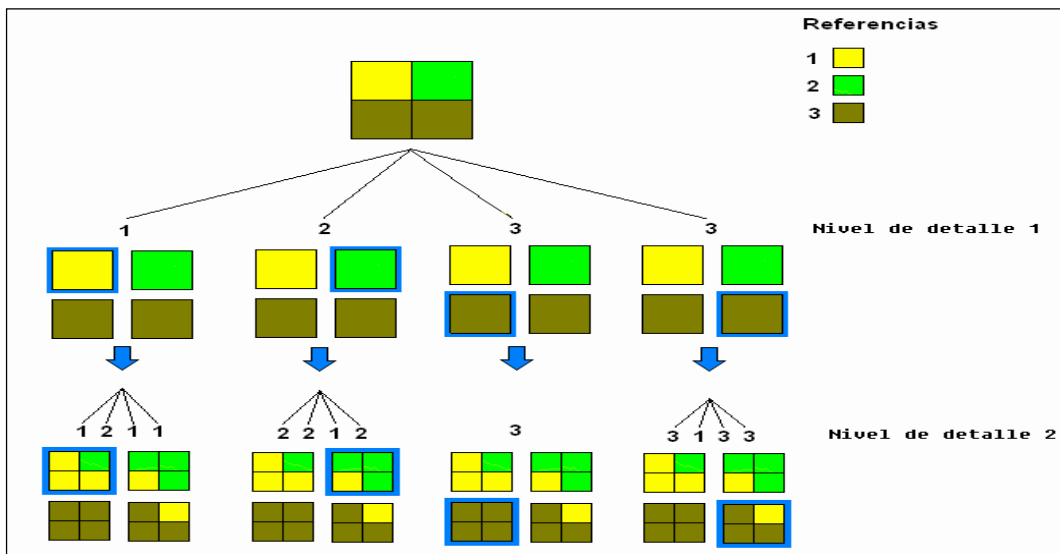 Referencias
1
2
3
1 2 3 3 Nivel de detalle 1
1 2 1 1 2 2 1 2 3 3 1 3 3 Nivel de detalle 2